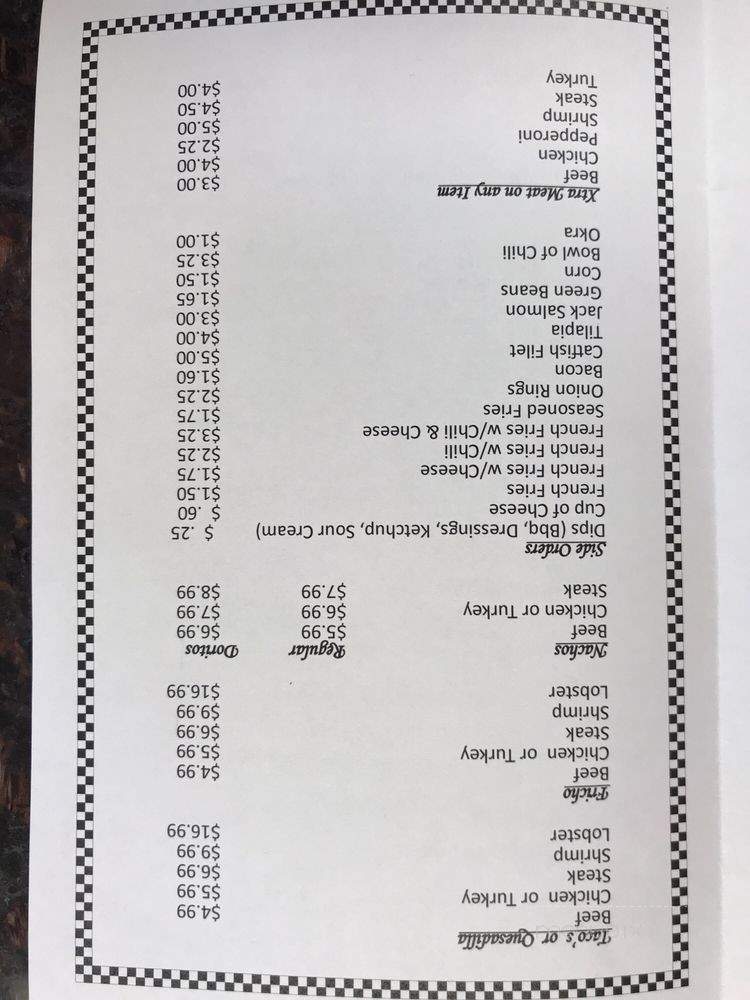 Taco's or Quesadilla
Beef $4.99
Chicken or Turkey $5.99
Steak $6.99
Shrimp $9.99
Lobster $16.99
Fricho
Beef $4.99
Chicken or Turkey $5.99
Steak $6.99
Shrimp $9.99
Lobster $16.99
Nachos Regular Doritos
Beef $5.99 $6.99
Chicken or Turkey $6.99 $7.99
Steak $7.99 $8.99
Side Orders
Dips (Bbq, Dressings, Ketchup, Sour Cream) $ .25
Cup of Cheese $ .60
French Fries $1.50
French Fries w/Cheese $1.75
French Fries w/Chili $2.25
French Fries w/Chili & Cheese $3.25
Seasoned Fries $1.75
Onion Rings $2.25
Bacon $1.60
Catfish Filet $5.00
Tilapia $4.00
Jack Salmon $3.00
Green Beans $1.65
Corn $1.50
Bowl of Chili $3.25
Okra $1.00
Xtra Meat on any Item
Beef $3.00
Chicken $4.00
Pepperoni $2.25
Shrimp $5.00
Steak $4.50
Turkey $4.00